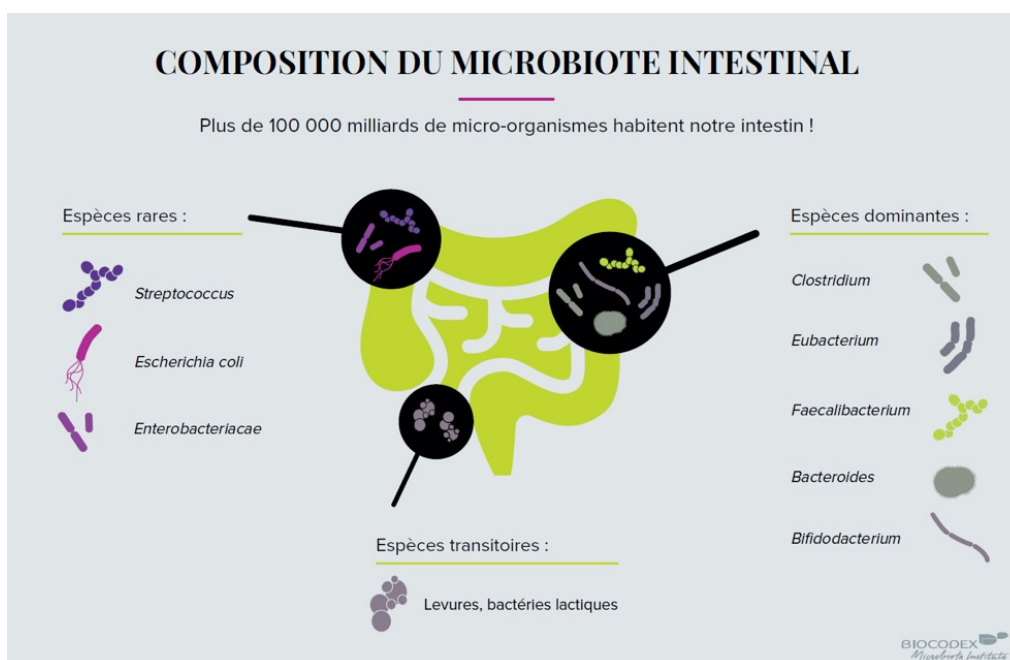 COMPOSITION DU MICROBIOTE INTESTINAL
Plus de 100 000 milliards de micro-organismes habitent notre intestin !
Espèces rares :
Streptococcus
Escherichia coli
Enterobacteriacae
Espèces dominantes :
Clostridium
Eubacterium
Faecalibacterium
Bacteroides
Bifidodacterium
Espèces transitoires :
Levures, bactéries lactiques
BIOCODEX
Microbiota Institute